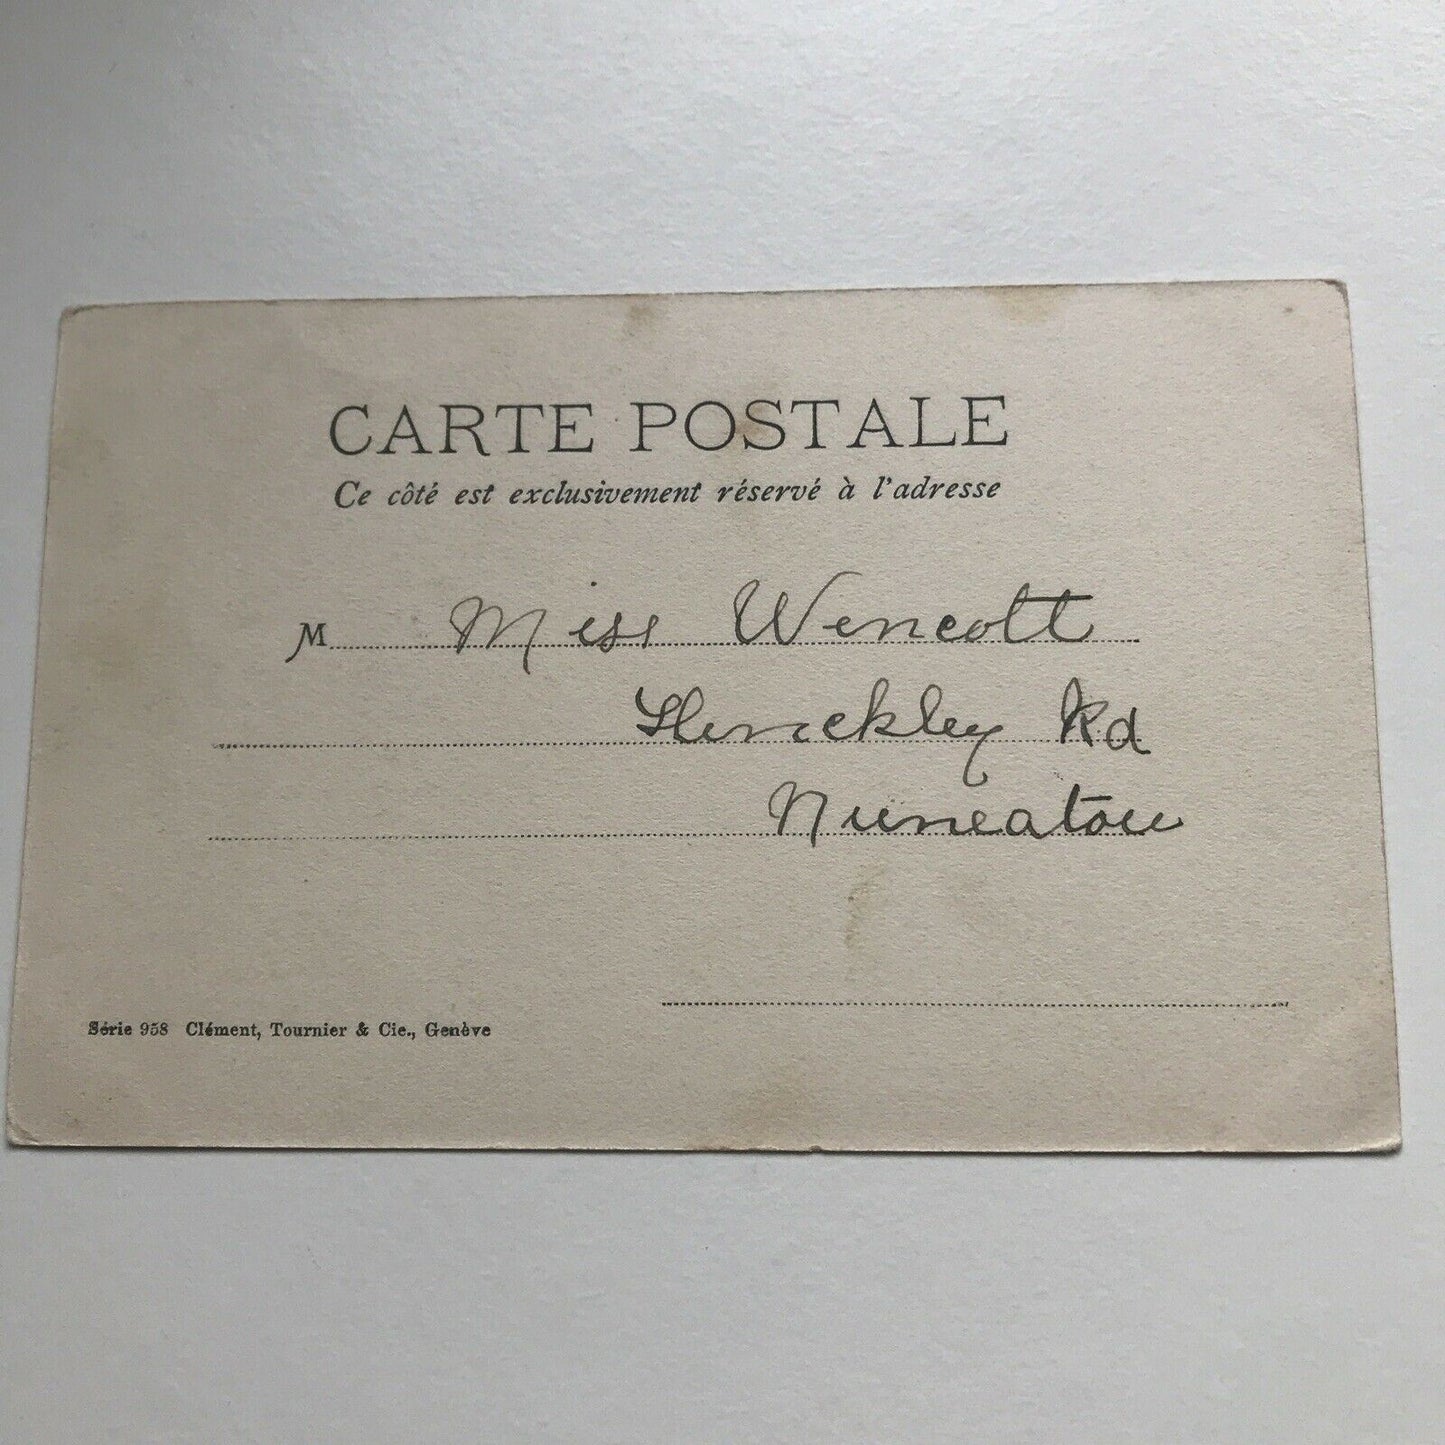 CARTE POSTALE
Ce côté est exclusivement réservé à l'adresse
M Miss Wencott
Hinckley Rd
Nuneaton
Série 958 Clément, Tournier & Cie., Genève